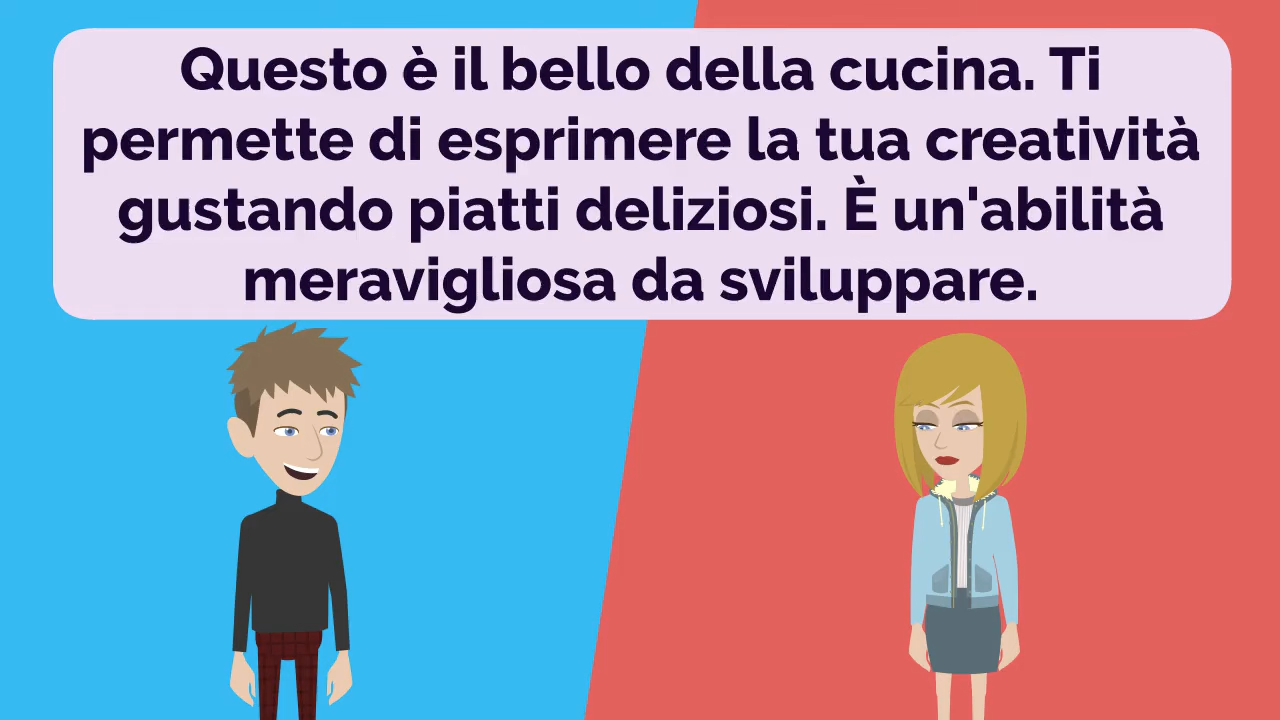 Questo è il bello della cucina. Ti
permette di esprimere la tua creatività
gustando piatti deliziosi. È un'abilità
meravigliosa da sviluppare.